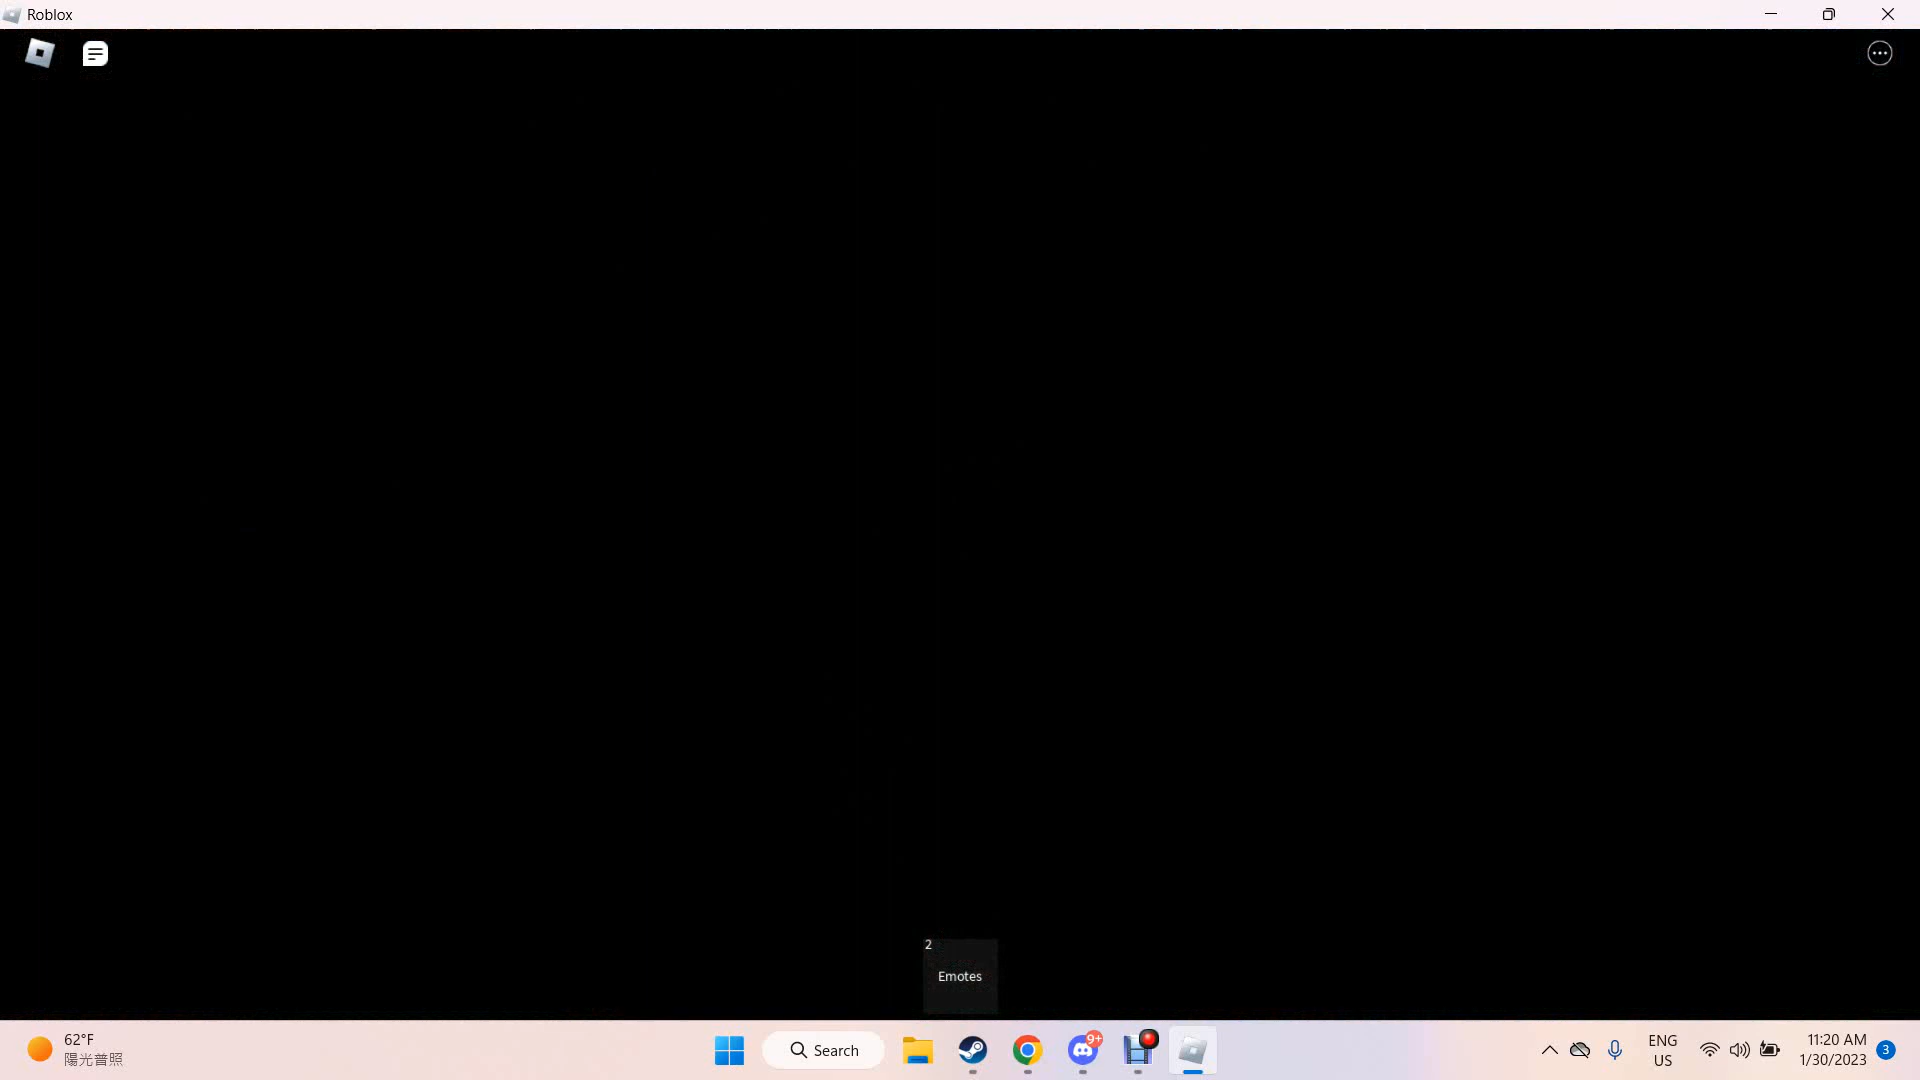 Roblox
2
Emotes
62°F
陽光普照
Search
9+
ENG
US
11:20 AM
1/30/2023
3